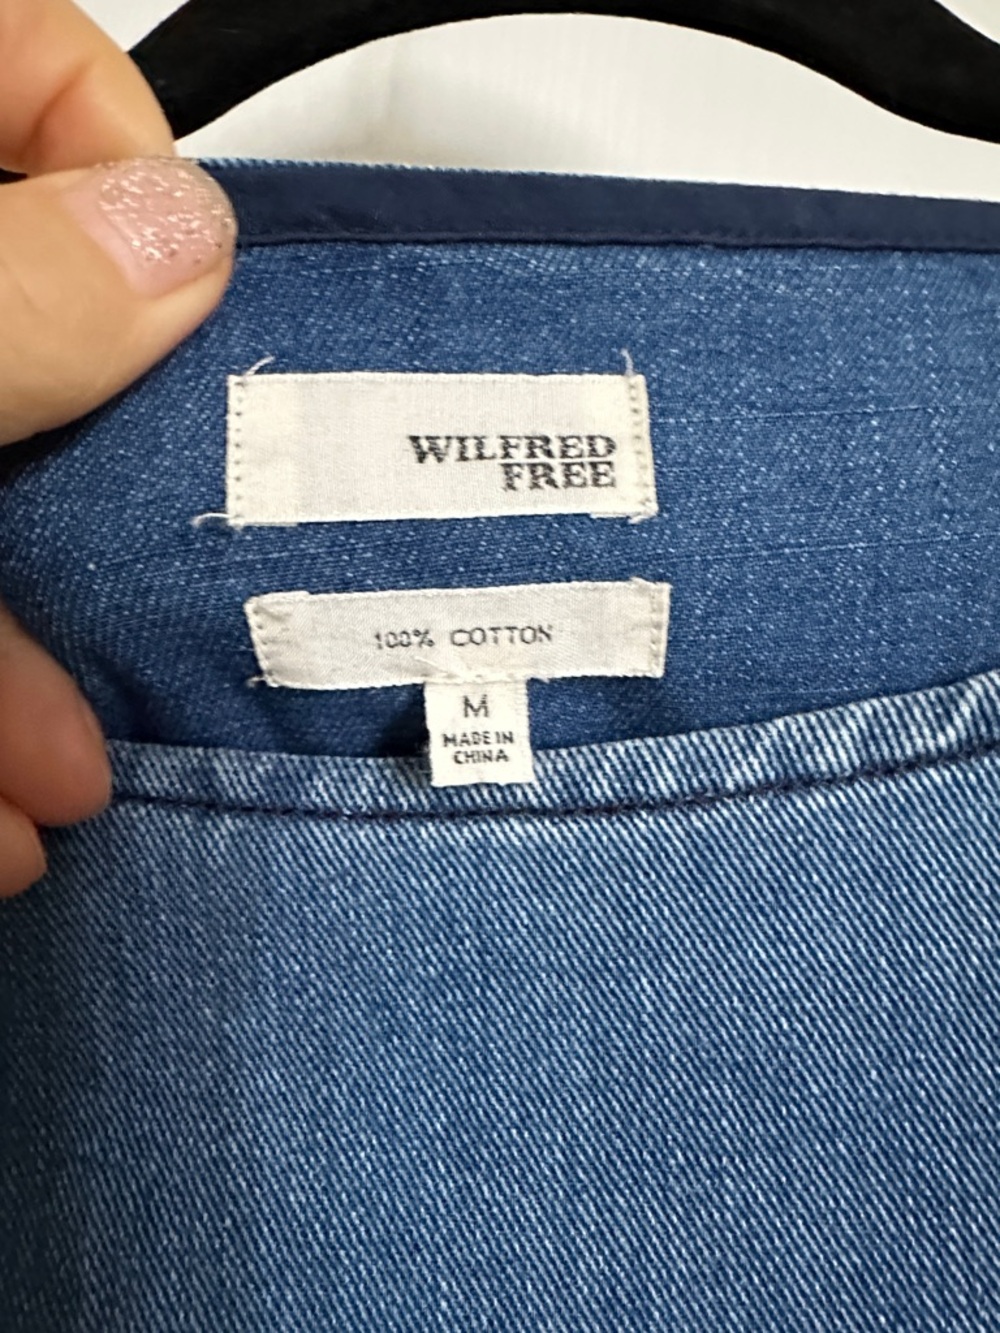 WILFRED
FREE
100% COTTON
M
MADE IN
CHINA